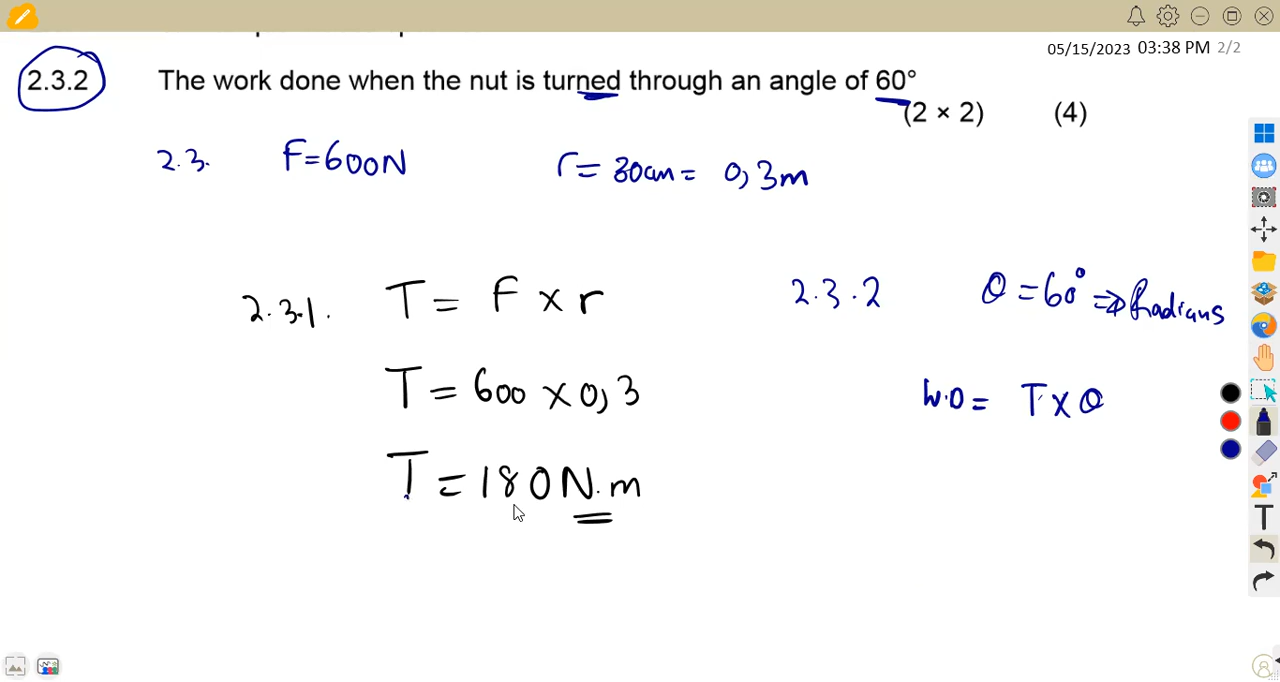 05/15/2023 03:38 PM 2/2
2.3.2 The work done when the nut is turned through an angle of 60°
(2 × 2) (4)
2.3. F=600N r= 30cm= 0,3m
2.3.1. T= F x r
2.3.2 θ=60° ⇒ Radians
T=600 x 0,3
W.D= T x θ
T=180N.m
T